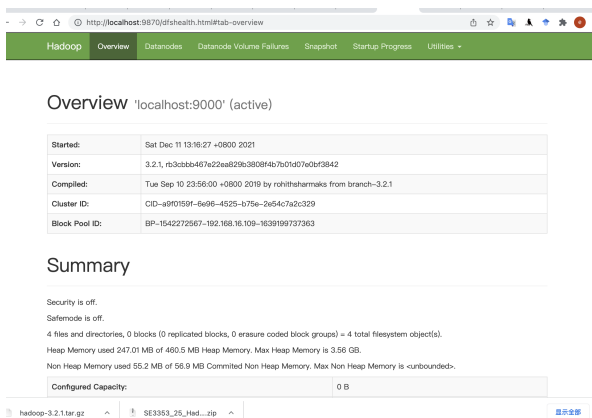 http://localhost:9870/dfshealth.html#tab-overview
Hadoop Overview Datanodes Datanode Volume Failures Snapshot Startup Progress Utilities
Overview 'localhost:9000' (active)
Started: Sat Dec 11 13:16:27 +0800 2021
Version: 3.2.1, rb3cbbb467e22ea829b3808f4b7b01d07e0bf3842
Compiled: Tue Sep 10 23:56:00 +0800 2019 by rohithsharmaks from branch-3.2.1
Cluster ID: CID-a9f0159f-6e96-4525-b75e-2e54c7a2c329
Block Pool ID: BP-1542272567-192.168.16.109-1639199737363
Summary
Security is off.
Safemode is off.
4 files and directories, 0 blocks (0 replicated blocks, 0 erasure coded block groups) = 4 total filesystem object(s).
Heap Memory used 247.01 MB of 460.5 MB Heap Memory. Max Heap Memory is 3.56 GB.
Non Heap Memory used 55.2 MB of 56.9 MB Commited Non Heap Memory. Max Non Heap Memory is <unbounded>.
Configured Capacity: 0 B
hadoop-3.2.1.tar.gz SE3353_25_Had....zip 显示全部